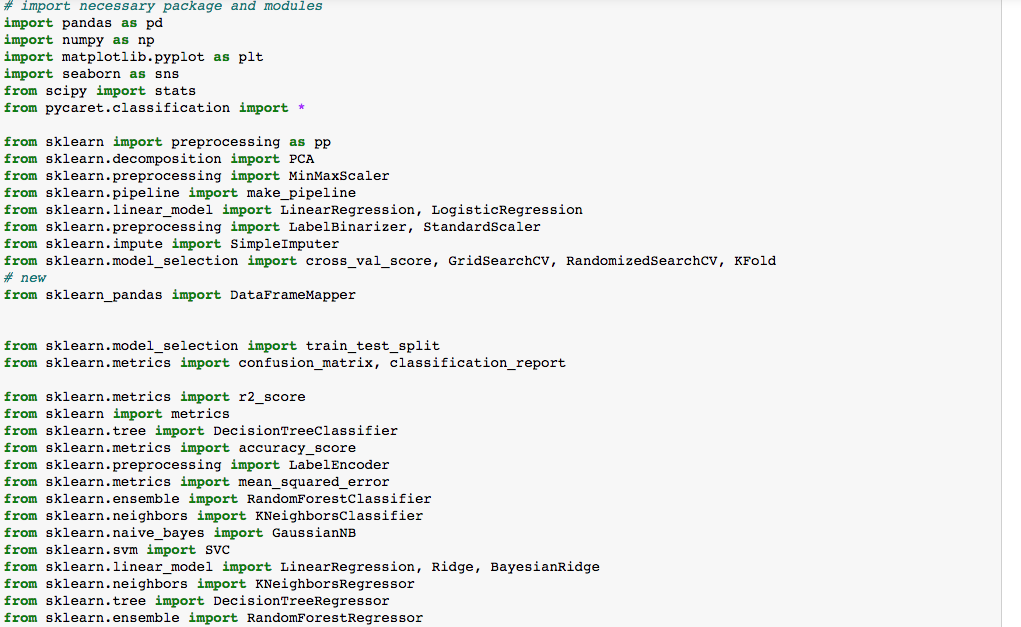 # import necessary package and modules
import pandas as pd
import numpy as np
import matplotlib.pyplot as plt
import seaborn as sns
from scipy import stats
from pycaret.classification import *
from sklearn import preprocessing as pp
from sklearn.decomposition import PCA
from sklearn.preprocessing import MinMaxScaler
from sklearn.pipeline import make_pipeline
from sklearn.linear_model import LinearRegression, LogisticRegression
from sklearn.preprocessing import LabelBinarizer, StandardScaler
from sklearn.impute import SimpleImputer
from sklearn.model_selection import cross_val_score, GridSearchCV, RandomizedSearchCV, KFold
# new
from sklearn_pandas import DataFrameMapper
from sklearn.model_selection import train_test_split
from sklearn.metrics import confusion_matrix, classification_report
from sklearn.metrics import r2_score
from sklearn import metrics
from sklearn.tree import DecisionTreeClassifier
from sklearn.metrics import accuracy_score
from sklearn.preprocessing import LabelEncoder
from sklearn.metrics import mean_squared_error
from sklearn.ensemble import RandomForestClassifier
from sklearn.neighbors import KNeighborsClassifier
from sklearn.naive_bayes import GaussianNB
from sklearn.svm import SVC
from sklearn.linear_model import LinearRegression, Ridge, BayesianRidge
from sklearn.neighbors import KNeighborsRegressor
from sklearn.tree import DecisionTreeRegressor
from sklearn.ensemble import RandomForestRegressor